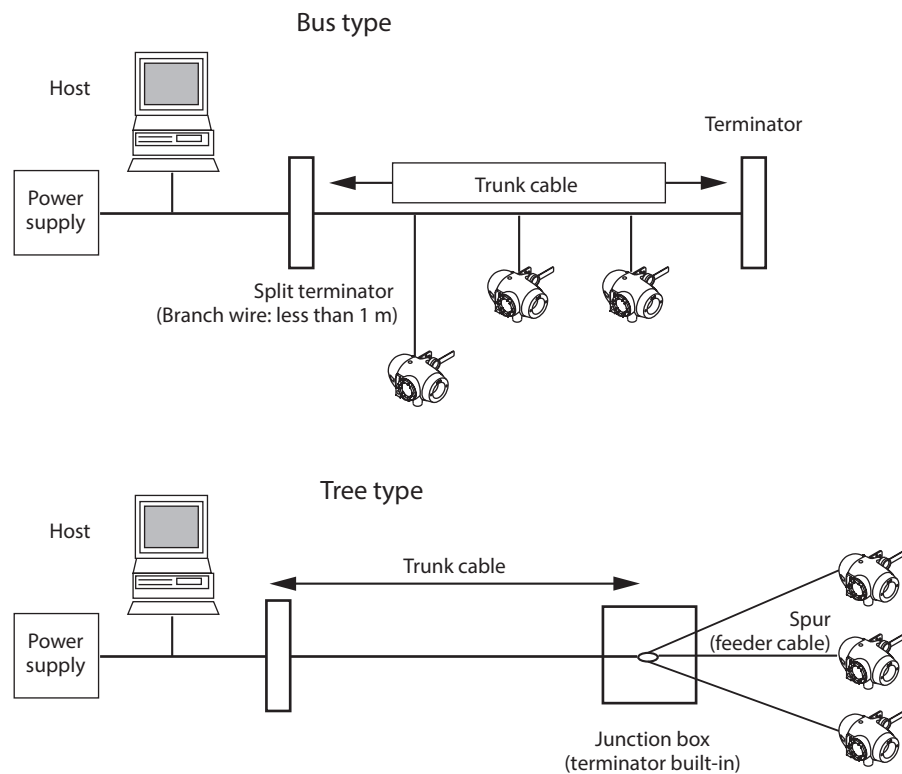 Bus type
Host
Terminator
Trunk cable
Power
supply
Split terminator
(Branch wire: less than 1 m)
Tree type
Host
Trunk cable
Power
supply
Spur
(feeder cable)
Junction box
(terminator built-in)